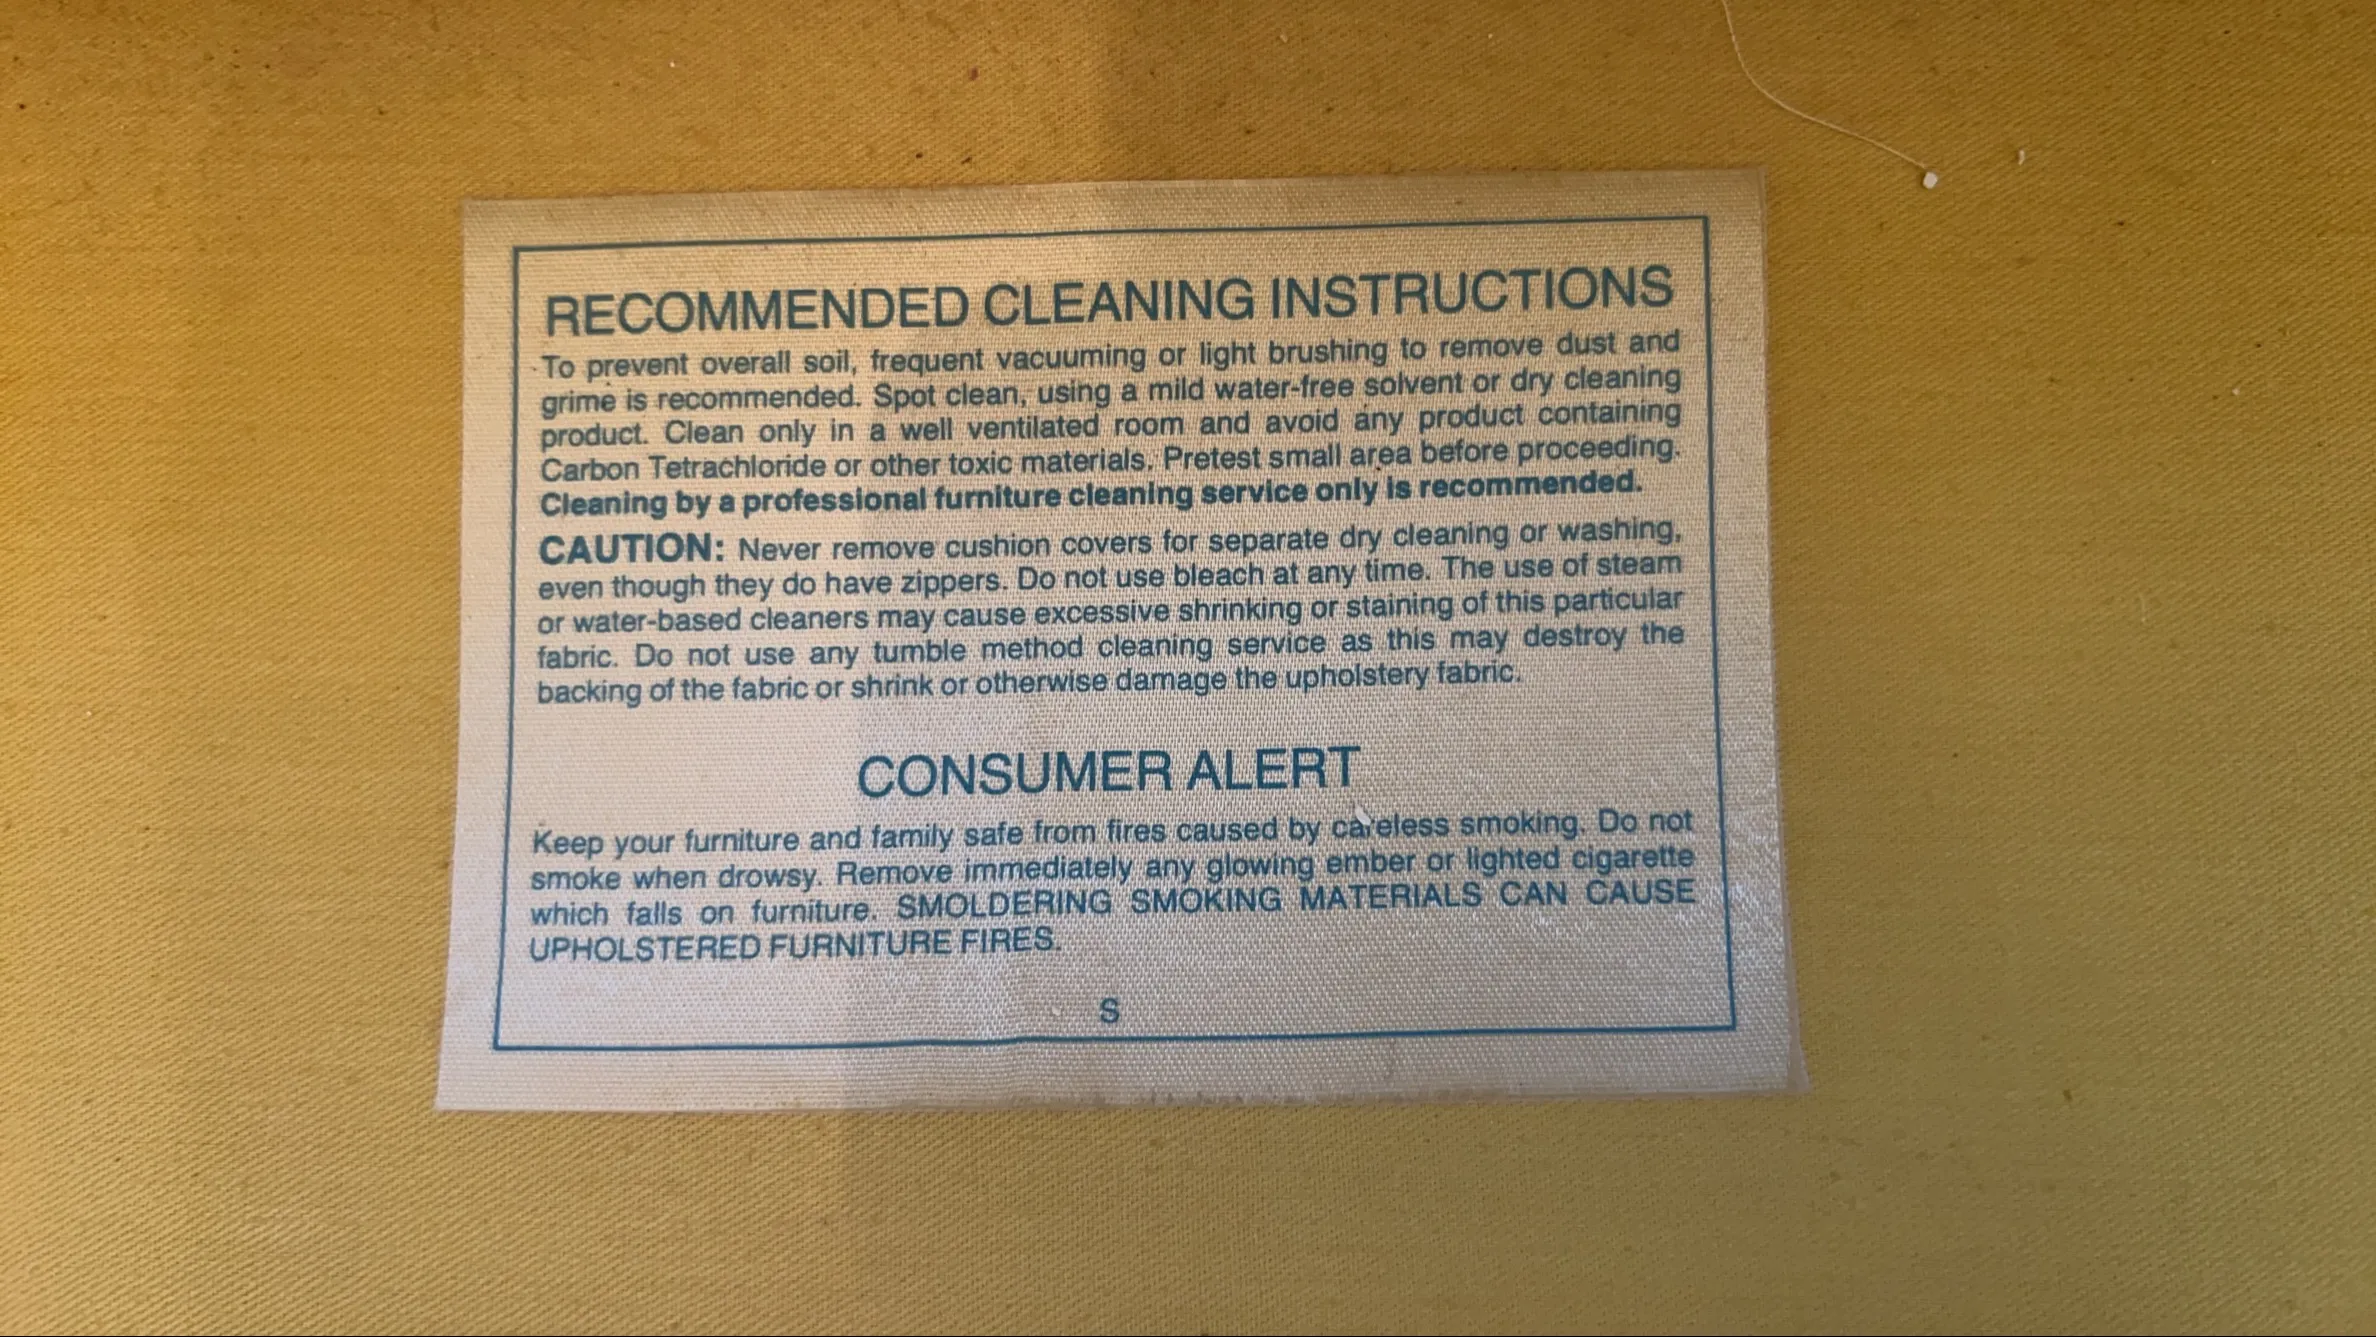 RECOMMENDED CLEANING INSTRUCTIONS
To prevent overall soil, frequent vacuuming or light brushing to remove dust and
grime is recommended. Spot clean, using a mild water-free solvent or dry cleaning
product. Clean only in a well ventilated room and avoid any product containing
Carbon Tetrachloride or other toxic materials. Pretest small area before proceeding.
Cleaning by a professional furniture cleaning service only is recommended.
CAUTION: Never remove cushion covers for separate dry cleaning or washing,
even though they do have zippers. Do not use bleach at any time. The use of steam
or water-based cleaners may cause excessive shrinking or staining of this particular
fabric. Do not use any tumble method cleaning service as this may destroy the
backing of the fabric or shrink or otherwise damage the upholstery fabric.
CONSUMER ALERT
Keep your furniture and family safe from fires caused by careless smoking. Do not
smoke when drowsy. Remove immediately any glowing ember or lighted cigarette
which falls on furniture. SMOLDERING SMOKING MATERIALS CAN CAUSE
UPHOLSTERED FURNITURE FIRES.
S